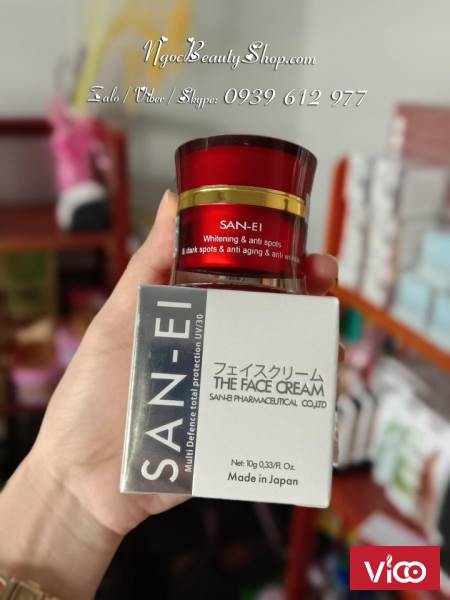 NgocBeautyShop.com
Zalo / Viber / Skype: 0939 612 977
SAN-EI
Whitening & anti spots
& dark spots & anti aging & anti
SAN-EI
Multi Defence total protection UV/30
フェイスクリーム
THE FACE CREAM
SAN-EI PHARMACEUTICAL CO.,LTD
Net: 10g 0,33/fl. Oz.
Made in Japan
Vico